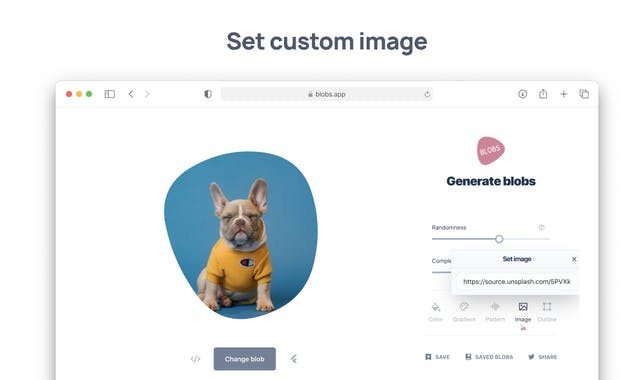 Set custom image
blobs.app
BLOBS
Generate blobs
Randomness
Set image
Comple
https://source.unsplash.com/5PVXk
Color
Gradient
Pattern
Image
Outline
Change blob
SAVE
SAVED BLOBS
SHARE